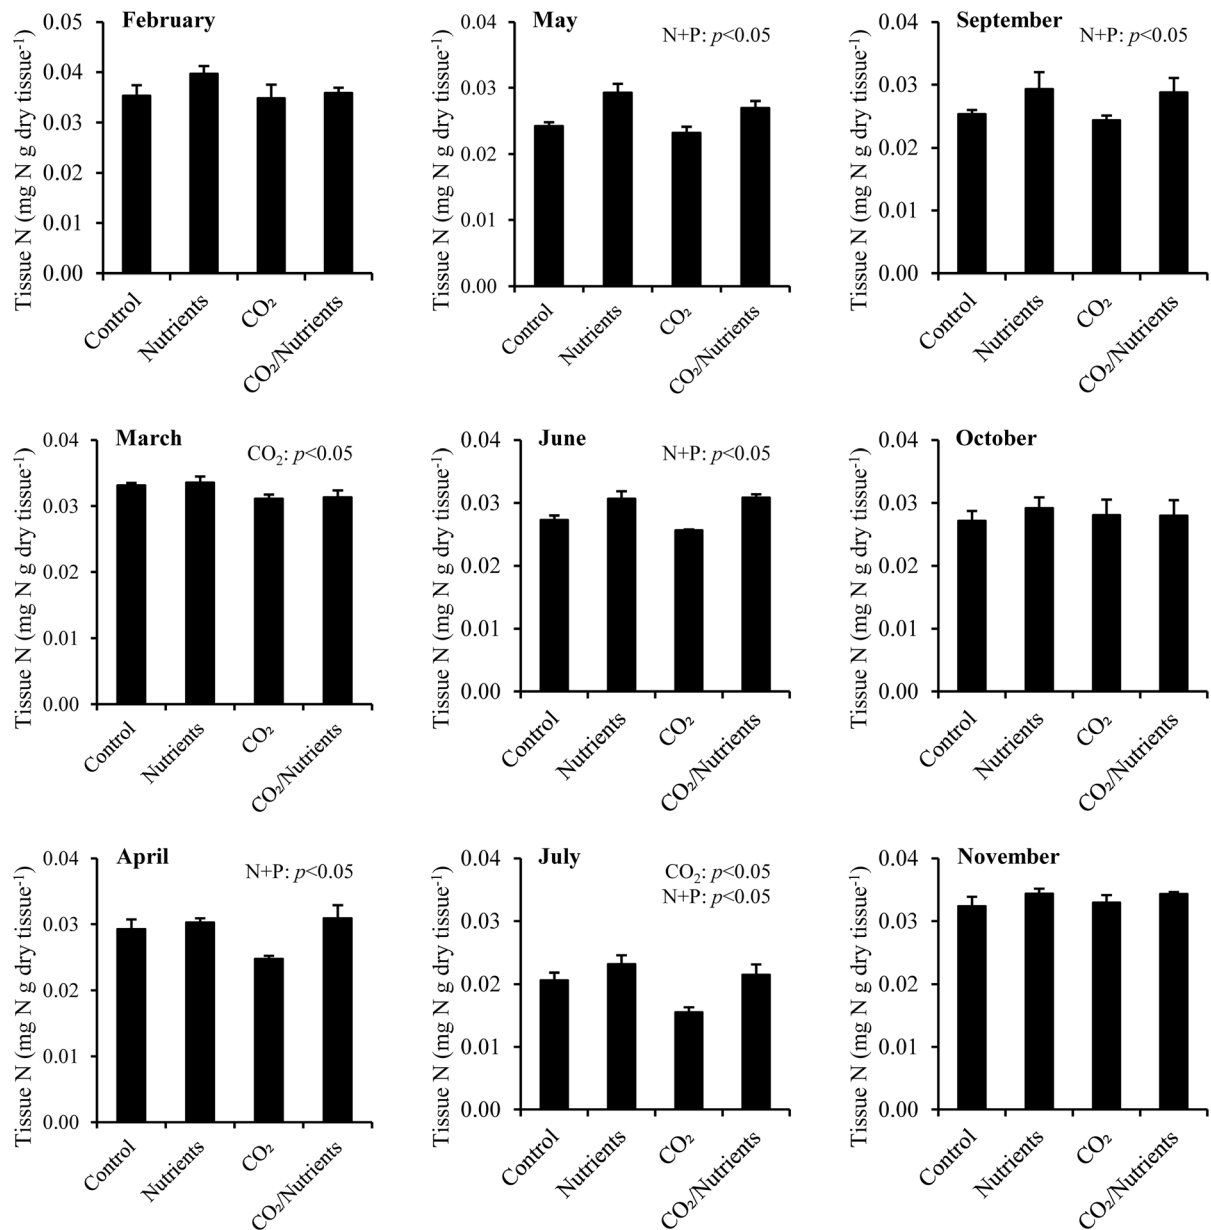 February
Tissue N (mg N g dry tissue⁻¹)
0.05
0.04
0.03
0.02
0.01
0.00
Control
Nutrients
CO₂
CO₂/Nutrients
May
N+P: p<0.05
Tissue N (mg N g dry tissue⁻¹)
0.04
0.03
0.02
0.01
0.00
Control
Nutrients
CO₂
CO₂/Nutrients
September
N+P: p<0.05
Tissue N (mg N g dry tissue⁻¹)
0.04
0.03
0.02
0.01
0.00
Control
Nutrients
CO₂
CO₂/Nutrients
March
CO₂: p<0.05
Tissue N (mg N g dry tissue⁻¹)
0.04
0.03
0.02
0.01
0.00
Control
Nutrients
CO₂
CO₂/Nutrients
June
N+P: p<0.05
Tissue N (mg N g dry tissue⁻¹)
0.04
0.03
0.02
0.01
0.00
Control
Nutrients
CO₂
CO₂/Nutrients
October
Tissue N (mg N g dry tissue⁻¹)
0.04
0.03
0.02
0.01
0.00
Control
Nutrients
CO₂
CO₂/Nutrients
April
N+P: p<0.05
Tissue N (mg N g dry tissue⁻¹)
0.04
0.03
0.02
0.01
0.00
Control
Nutrients
CO₂
CO₂/Nutrients
July
CO₂: p<0.05
N+P: p<0.05
Tissue N (mg N g dry tissue⁻¹)
0.04
0.03
0.02
0.01
0.00
Control
Nutrients
CO₂
CO₂/Nutrients
November
Tissue N (mg N g dry tissue⁻¹)
0.04
0.03
0.02
0.01
0.00
Control
Nutrients
CO₂
CO₂/Nutrients